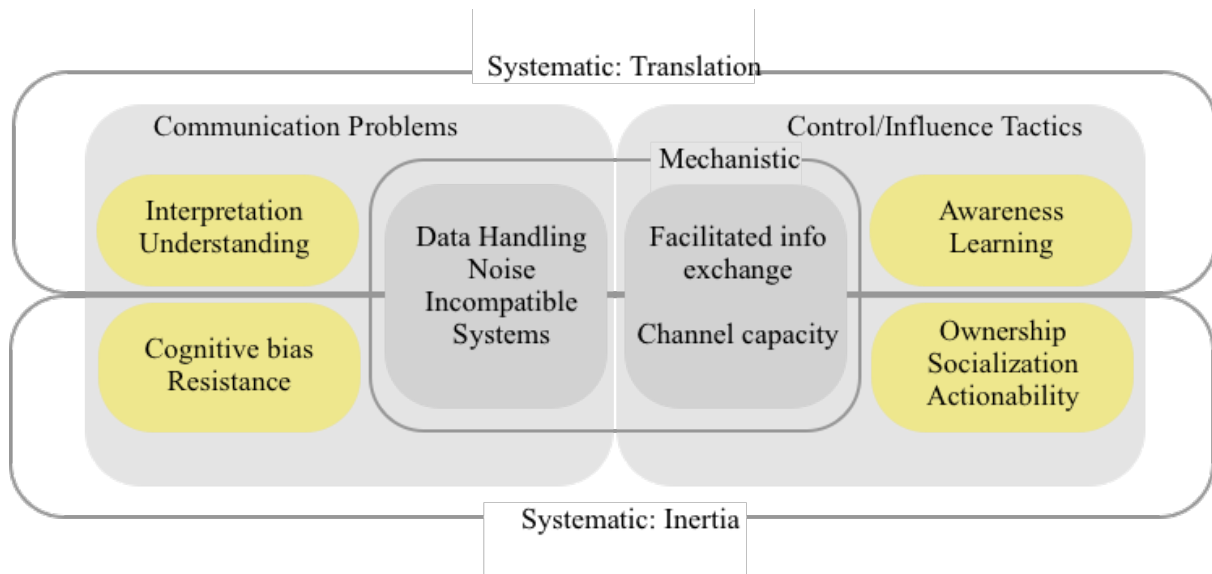 Systematic: Translation
Communication Problems
Control/Influence Tactics
Mechanistic
Interpretation
Understanding
Data Handling
Noise
Incompatible
Systems
Facilitated info
exchange
Channel capacity
Awareness
Learning
Cognitive bias
Resistance
Ownership
Socialization
Actionability
Systematic: Inertia